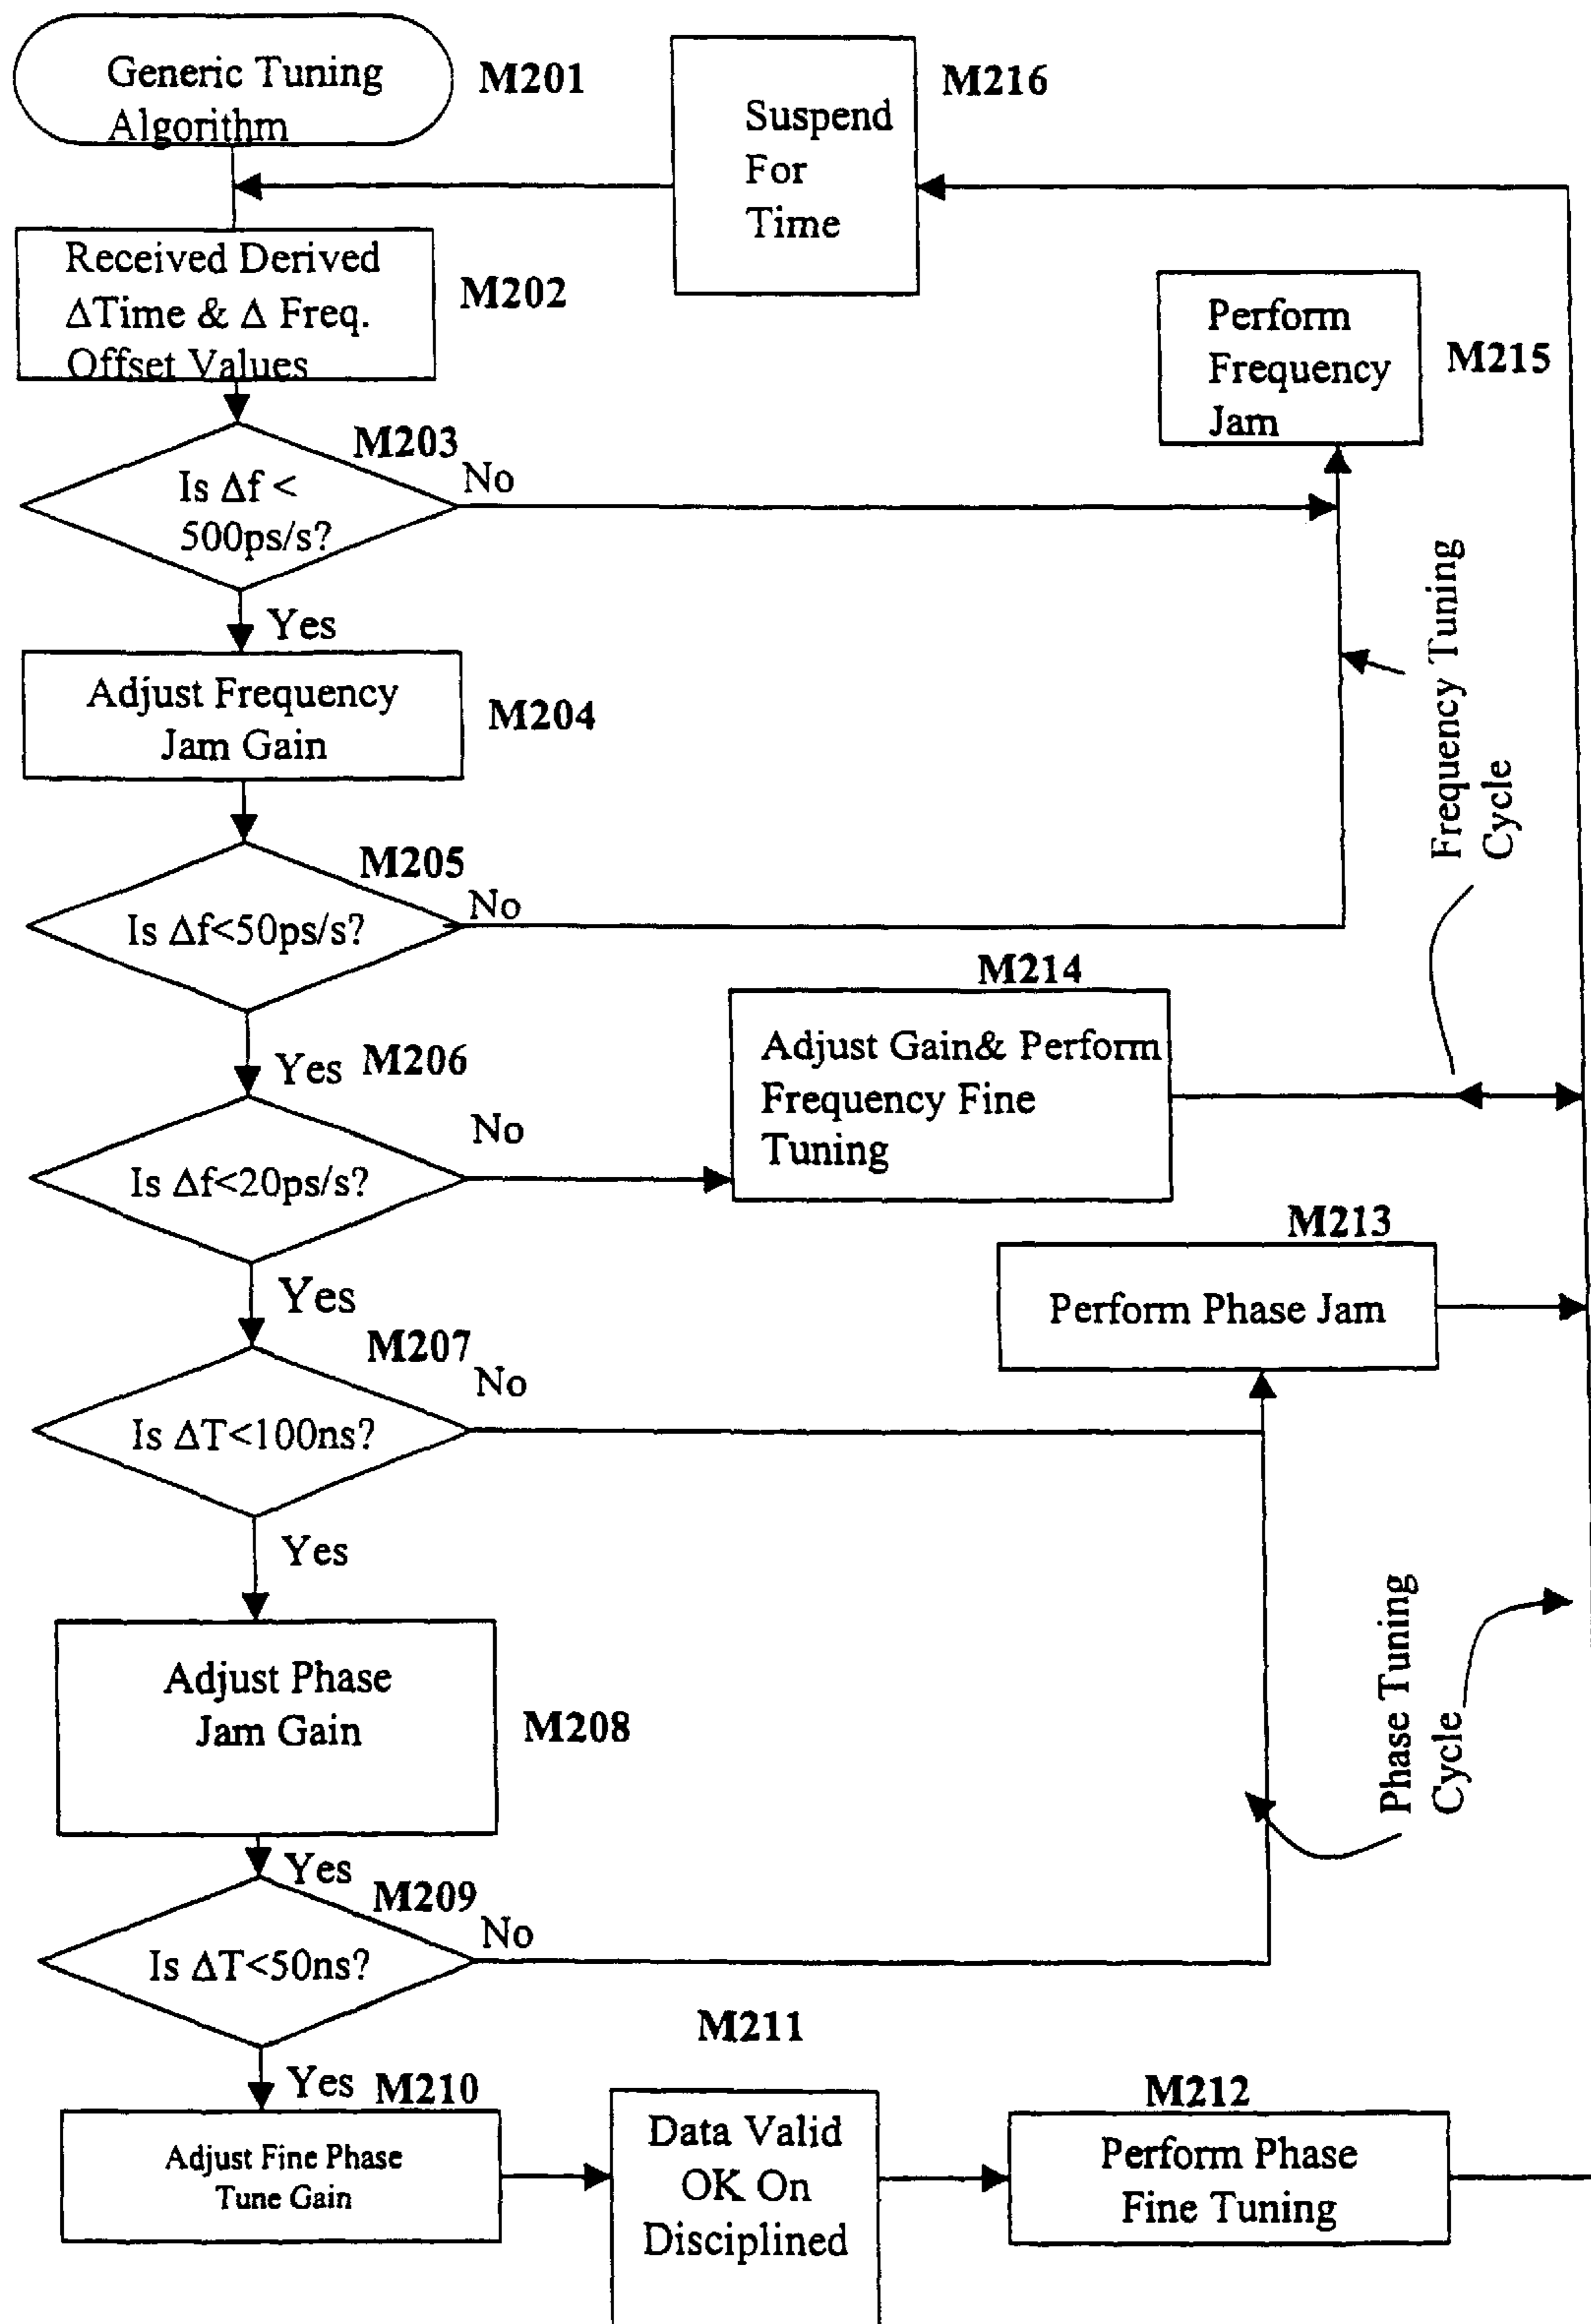 Generic Tuning
Algorithm
M201
Suspend
For
Time
M216
Received Derived
ΔTime & Δ Freq.
Offset Values
M202
Perform
Frequency
Jam
M215
M203
Is Δf <
500ps/s?
No
Yes
Adjust Frequency
Jam Gain
M204
Frequency Tuning
Cycle
M205
Is Δf<50ps/s?
No
Yes
M206
Is Δf<20ps/s?
No
M214
Adjust Gain& Perform
Frequency Fine
Tuning
Yes
M213
Perform Phase Jam
M207
Is ΔT<100ns?
No
Yes
Adjust Phase
Jam Gain
M208
Phase Tuning
Cycle
Yes
M209
Is ΔT<50ns?
No
Yes
M210
Adjust Fine Phase
Tune Gain
M211
Data Valid
OK On
Disciplined
M212
Perform Phase
Fine Tuning